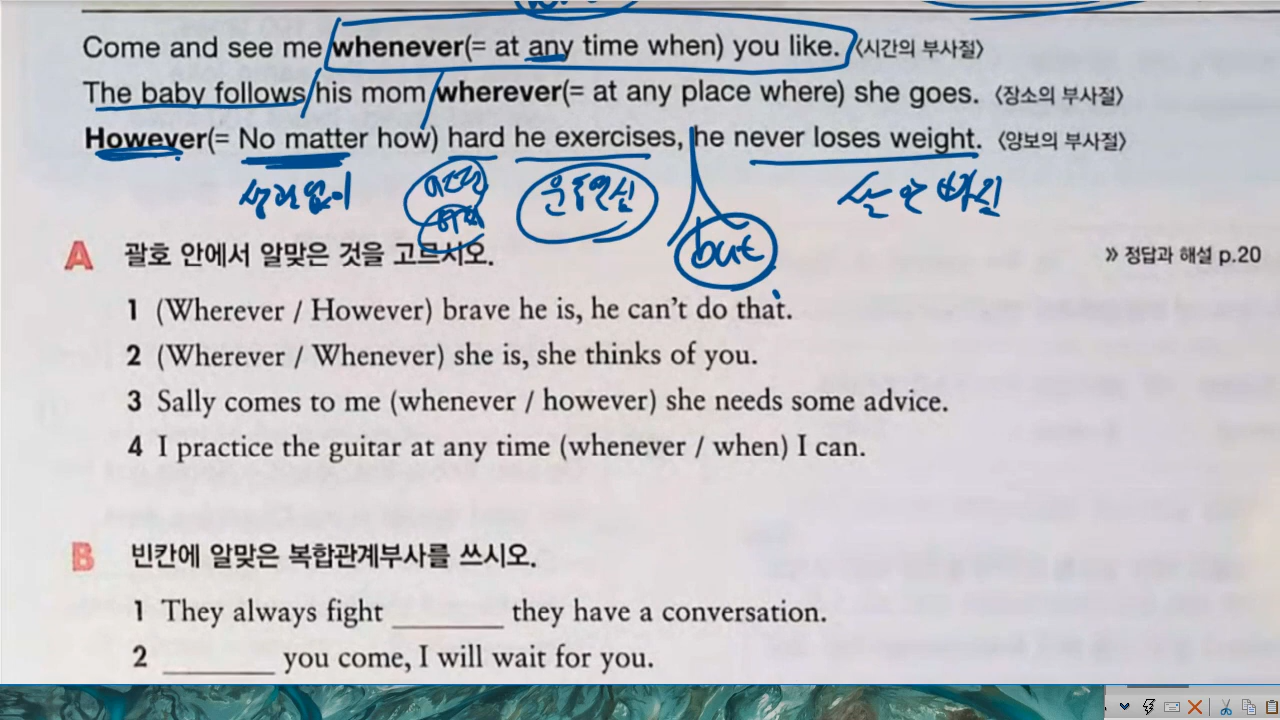 Come and see me whenever(= at any time when) you like. 〈시간의 부사절〉
The baby follows his mom wherever(= at any place where) she goes. 〈장소의 부사절〉
However(= No matter how) hard he exercises, he never loses weight. 〈양보의 부사절〉
상관없이
but
살 안 빠짐
A 괄호 안에서 알맞은 것을 고르시오.
» 정답과 해설 p.20
1 (Wherever / However) brave he is, he can't do that.
2 (Wherever / Whenever) she is, she thinks of you.
3 Sally comes to me (whenever / however) she needs some advice.
4 I practice the guitar at any time (whenever / when) I can.
B 빈칸에 알맞은 복합관계부사를 쓰시오.
1 They always fight ________ they have a conversation.
2 ________ you come, I will wait for you.